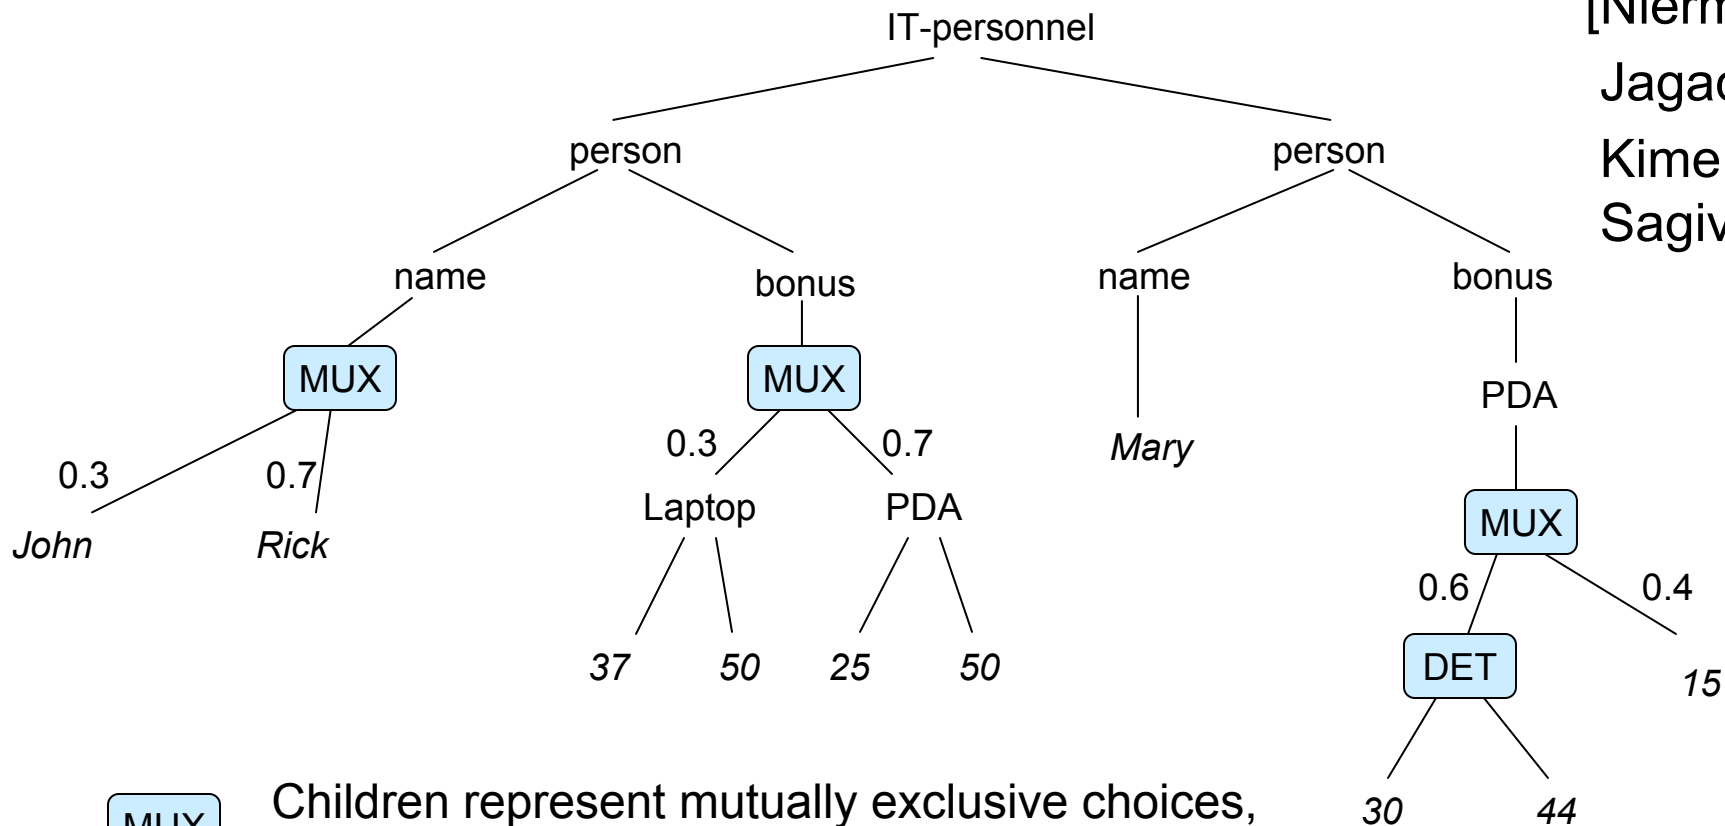 IT-personnel
[Nierm
Jagad
person
person
Kime
Sagiv
name
bonus
name
bonus
MUX
MUX
PDA
0.3
0.7
0.3
0.7
Mary
John
Rick
Laptop
PDA
MUX
0.6
0.4
37
50
25
50
DET
15
MUX
Children represent mutually exclusive choices,
30
44